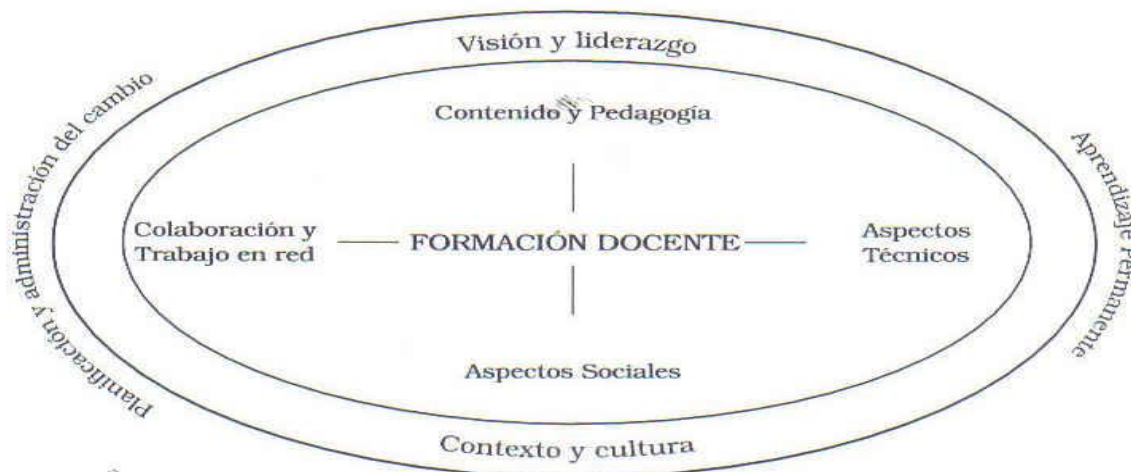 Visión y liderazgo
Planificación y administración del cambio
Contenido y Pedagogía
Aprendizaje Permanente
Colaboración y
Trabajo en red
FORMACIÓN DOCENTE
Aspectos
Técnicos
Aspectos Sociales
Contexto y cultura